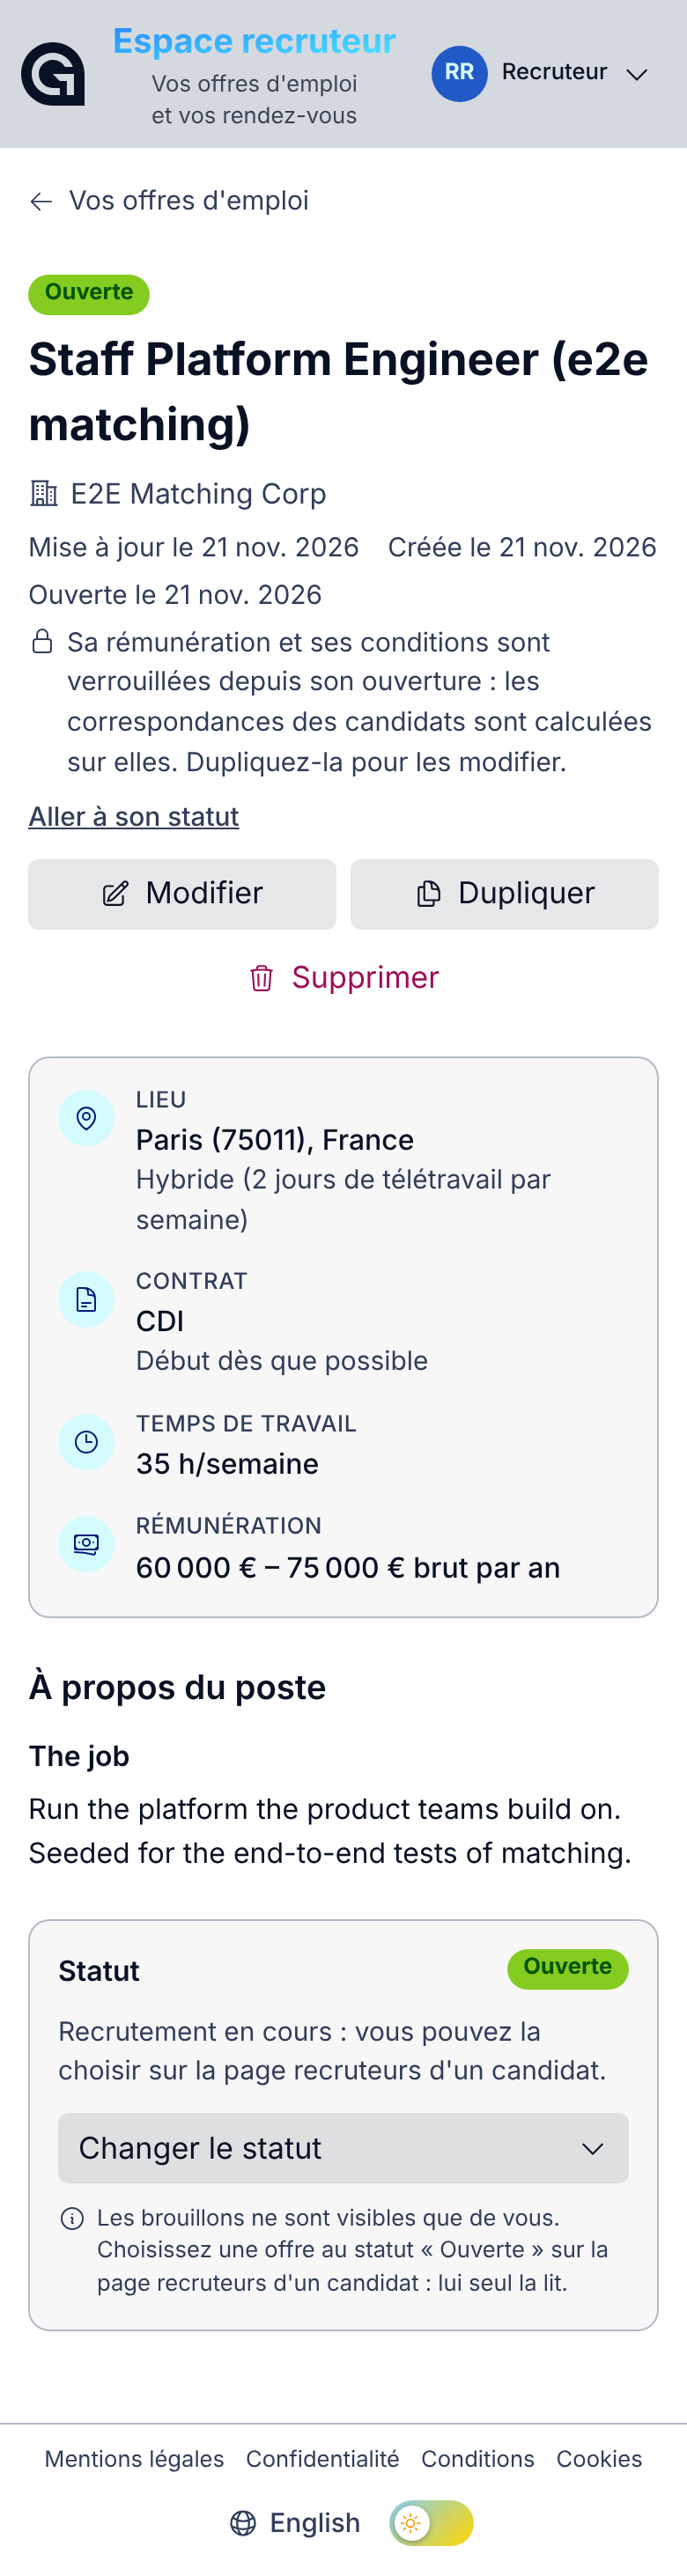 Espace recruteur
Vos offres d'emploi
et vos rendez-vous
RR
Recruteur
Vos offres d'emploi
Ouverte
Staff Platform Engineer (e2e
matching)
E2E Matching Corp
Mise à jour le 21 nov. 2026 Créée le 21 nov. 2026
Ouverte le 21 nov. 2026
Sa rémunération et ses conditions sont
verrouillées depuis son ouverture : les
correspondances des candidats sont calculées
sur elles. Dupliquez-la pour les modifier.
Aller à son statut
Modifier
Dupliquer
Supprimer
LIEU
Paris (75011), France
Hybride (2 jours de télétravail par
semaine)
CONTRAT
CDI
Début dès que possible
TEMPS DE TRAVAIL
35 h/semaine
RÉMUNÉRATION
60 000 € – 75 000 € brut par an
À propos du poste
The job
Run the platform the product teams build on.
Seeded for the end-to-end tests of matching.
Statut
Ouverte
Recrutement en cours : vous pouvez la
choisir sur la page recruteurs d'un candidat.
Changer le statut
Les brouillons ne sont visibles que de vous.
Choisissez une offre au statut « Ouverte » sur la
page recruteurs d'un candidat : lui seul la lit.
Mentions légales Confidentialité Conditions Cookies
English